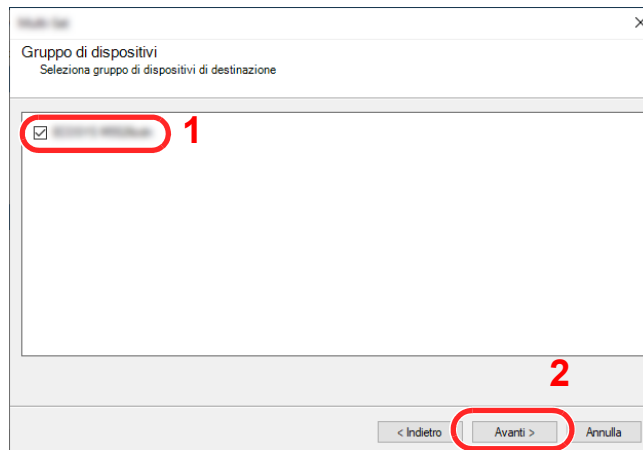 Gruppo di dispositivi
Seleziona gruppo di dispositivi di destinazione
1
2
< Indietro
Avanti >
Annulla